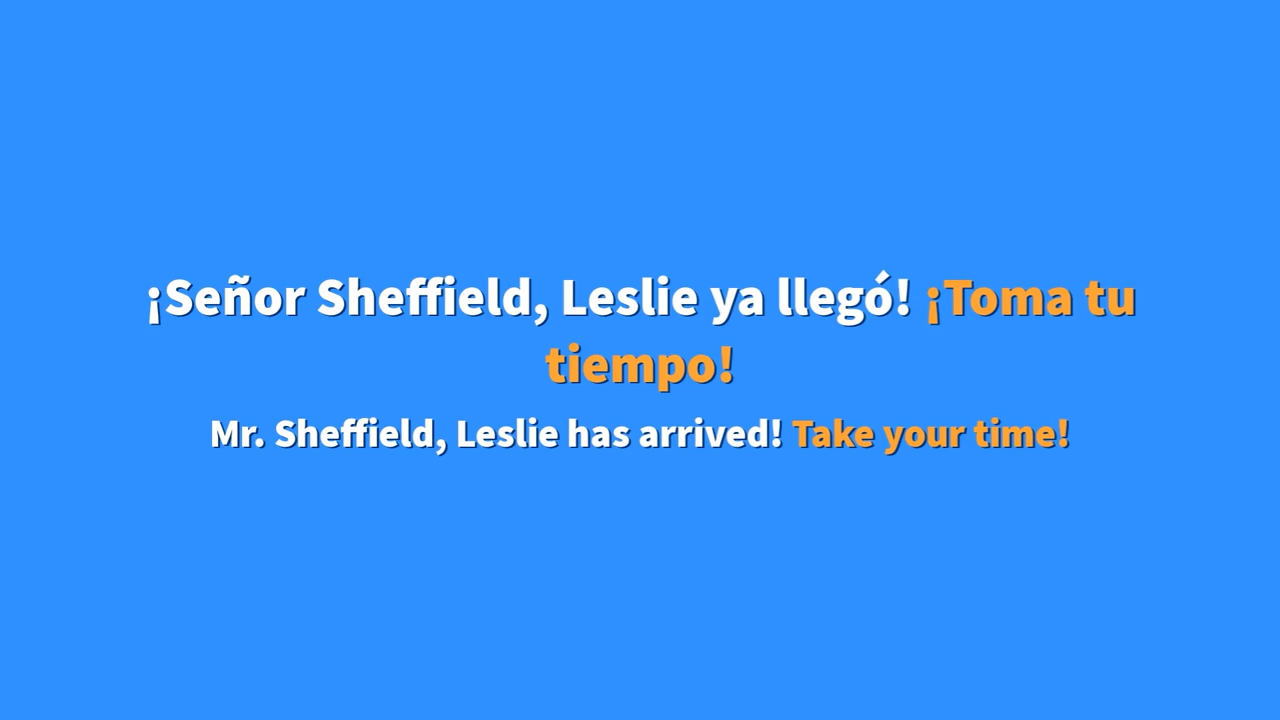 ¡Señor Sheffield, Leslie ya llegó! ¡Toma tu
tiempo!
Mr. Sheffield, Leslie has arrived! Take your time!